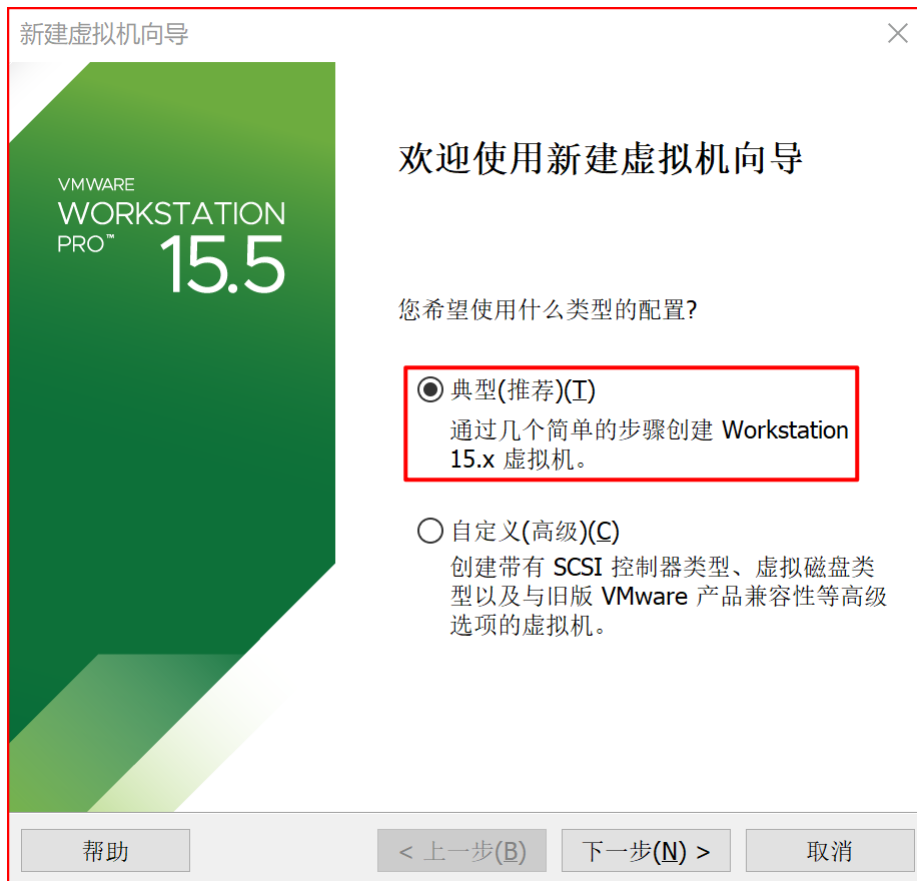 新建虚拟机向导
VMWARE
WORKSTATION
PRO™ 15.5
欢迎使用新建虚拟机向导
您希望使用什么类型的配置?
典型(推荐)(T)
通过几个简单的步骤创建 Workstation
15.x 虚拟机。
自定义(高级)(C)
创建带有 SCSI 控制器类型、虚拟磁盘类
型以及与旧版 VMware 产品兼容性等高级
选项的虚拟机。
帮助 < 上一步(B) 下一步(N) > 取消